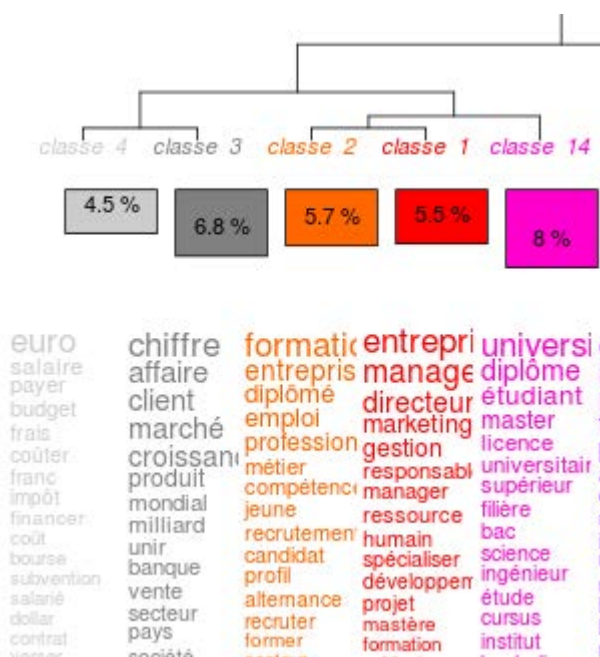 classe 4 classe 3 classe 2 classe 1 classe 14
4.5 % 6.8 % 5.7 % 5.5 % 8 %
euro
salaire
payer
budget
frais
coûter
franc
impôt
financer
coût
bourse
subvention
salarié
dollar
contrat
chiffre
affaire
client
marché
croissan
produit
mondial
milliard
unir
banque
vente
secteur
pays
société
formati
entrepris
diplômé
emploi
profession
métier
compétenc
jeune
recrutemen
candidat
profil
alternance
recruter
former
entrepri
manage
directeur
marketing
gestion
responsabl
manager
ressource
humain
spécialiser
développem
projet
mastère
formation
universi
diplôme
étudiant
master
licence
universitair
supérieur
filière
bac
science
ingénieur
étude
cursus
institut